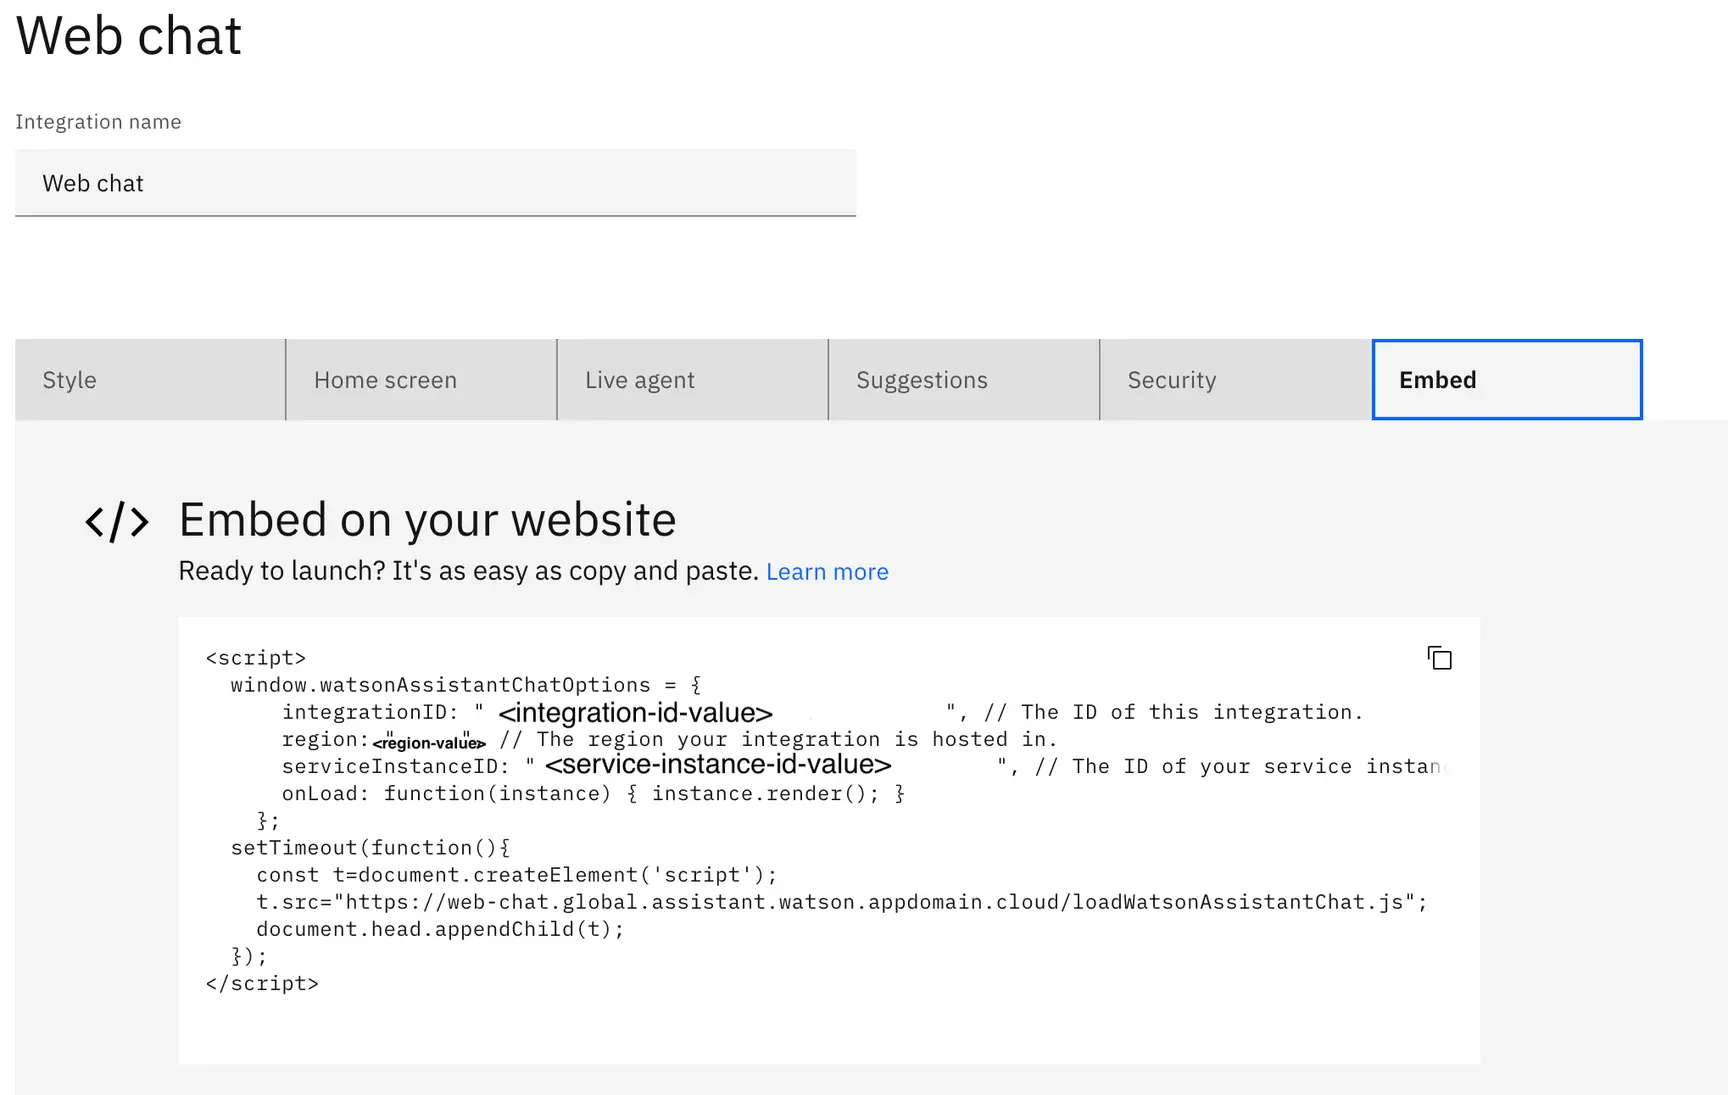 Web chat
Integration name
Web chat
Style Home screen Live agent Suggestions Security Embed
</> Embed on your website
Ready to launch? It's as easy as copy and paste. Learn more
<script>
window.watsonAssistantChatOptions = {
integrationID: " <integration-id-value> ", // The ID of this integration.
region: "<region-value>" // The region your integration is hosted in.
serviceInstanceID: " <service-instance-id-value> ", // The ID of your service instan
onLoad: function(instance) { instance.render(); }
};
setTimeout(function(){
const t=document.createElement('script');
t.src="https://web-chat.global.assistant.watson.appdomain.cloud/loadWatsonAssistantChat.js";
document.head.appendChild(t);
});
</script>